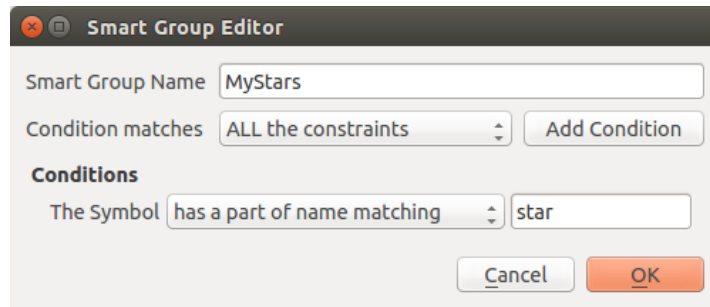 Smart Group Editor
Smart Group Name MyStars
Condition matches ALL the constraints Add Condition
Conditions
The Symbol has a part of name matching star
Cancel OK